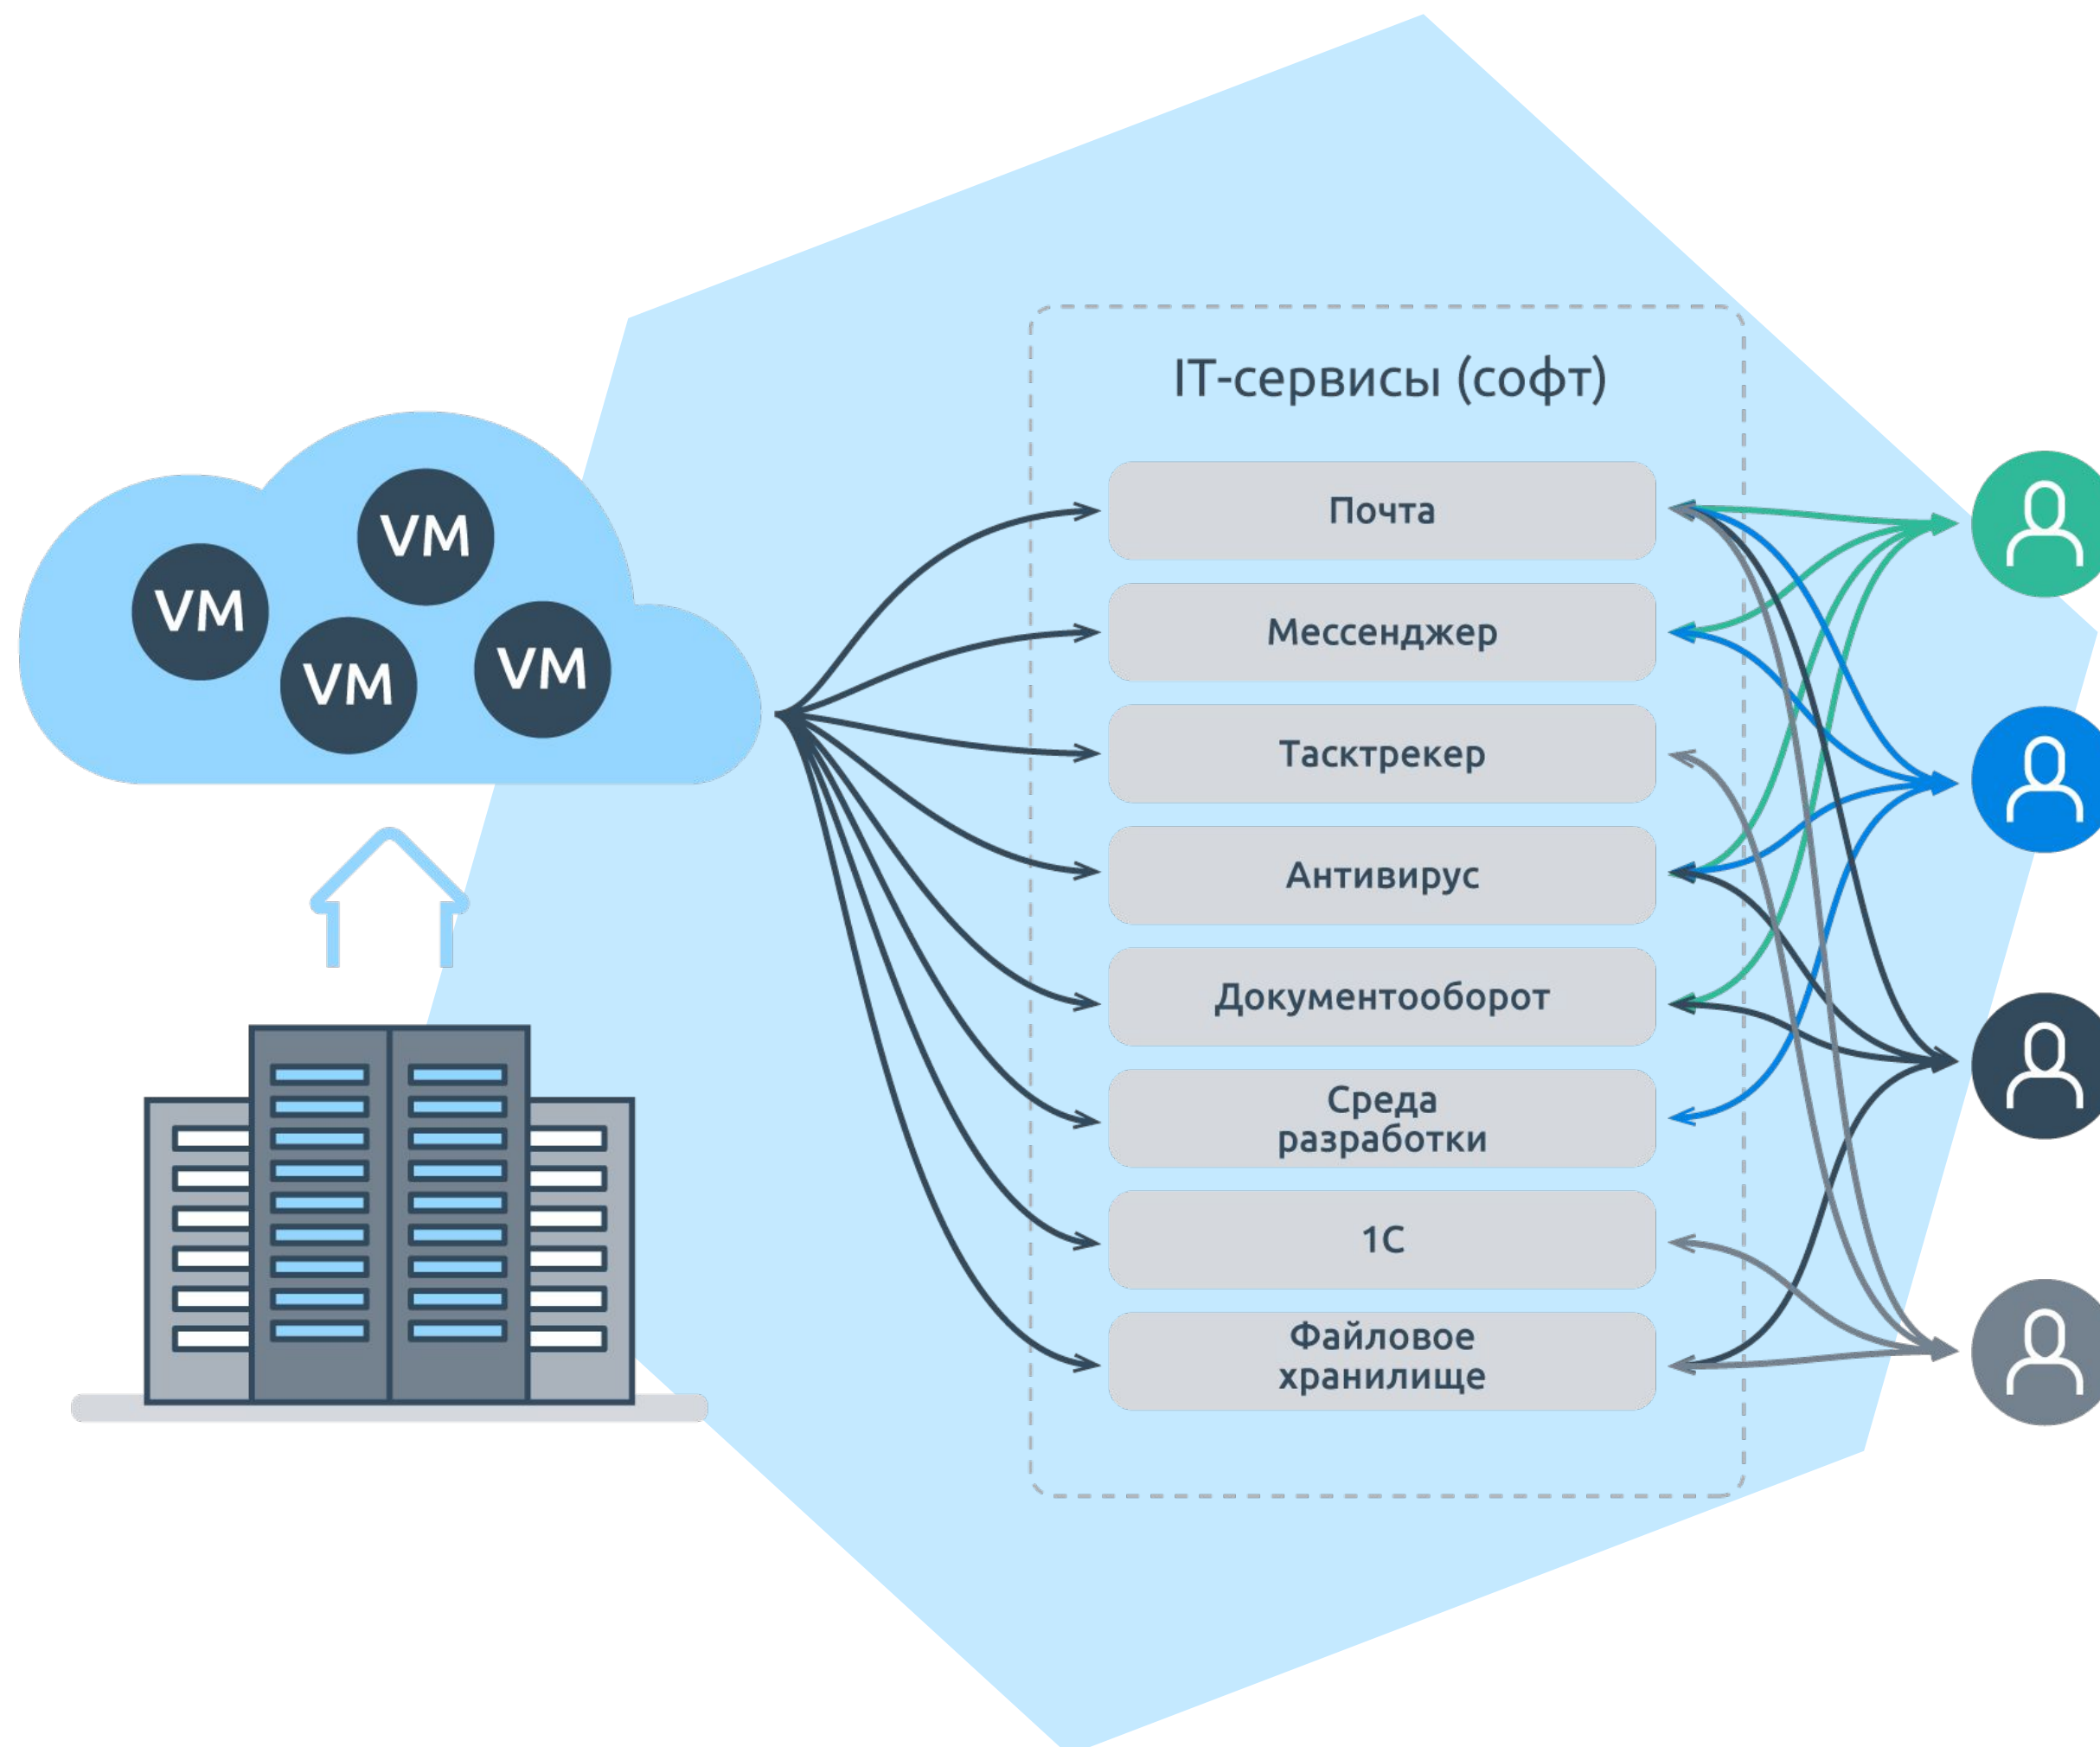 VM
VM
VM
VM
IT-сервисы (софт)
Почта
Мессенджер
Тасктрекер
Антивирус
Документооборот
Среда
разработки
1С
Файловое
хранилище